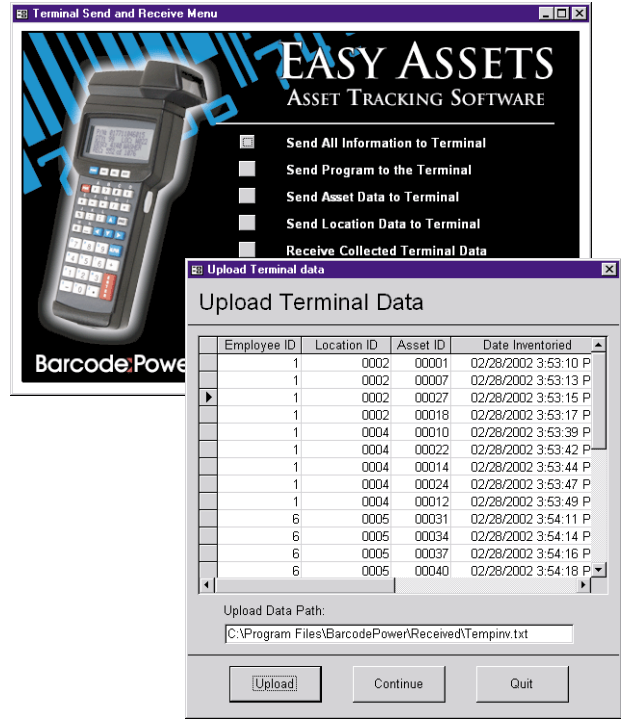 Terminal Send and Receive Menu
EASY ASSETS
ASSET TRACKING SOFTWARE
Send All Information to Terminal
Send Program to the Terminal
Send Asset Data to Terminal
Send Location Data to Terminal
Receive Collected Terminal Data
Barcode Powe
Upload Terminal data
Upload Terminal Data
Employee ID Location ID Asset ID Date Inventoried
1 0002 00001 02/28/2002 3:53:10 P
1 0002 00007 02/28/2002 3:53:13 P
1 0002 00027 02/28/2002 3:53:15 P
1 0002 00018 02/28/2002 3:53:17 P
1 0004 00010 02/28/2002 3:53:39 P
1 0004 00022 02/28/2002 3:53:42 P
1 0004 00014 02/28/2002 3:53:44 P
1 0004 00024 02/28/2002 3:53:47 P
1 0004 00012 02/28/2002 3:53:49 P
6 0005 00031 02/28/2002 3:54:11 P
6 0005 00034 02/28/2002 3:54:14 P
6 0005 00037 02/28/2002 3:54:16 P
6 0005 00040 02/28/2002 3:54:18 P
Upload Data Path:
C:\Program Files\BarcodePower\Received\Tempinv.txt
Upload Continue Quit